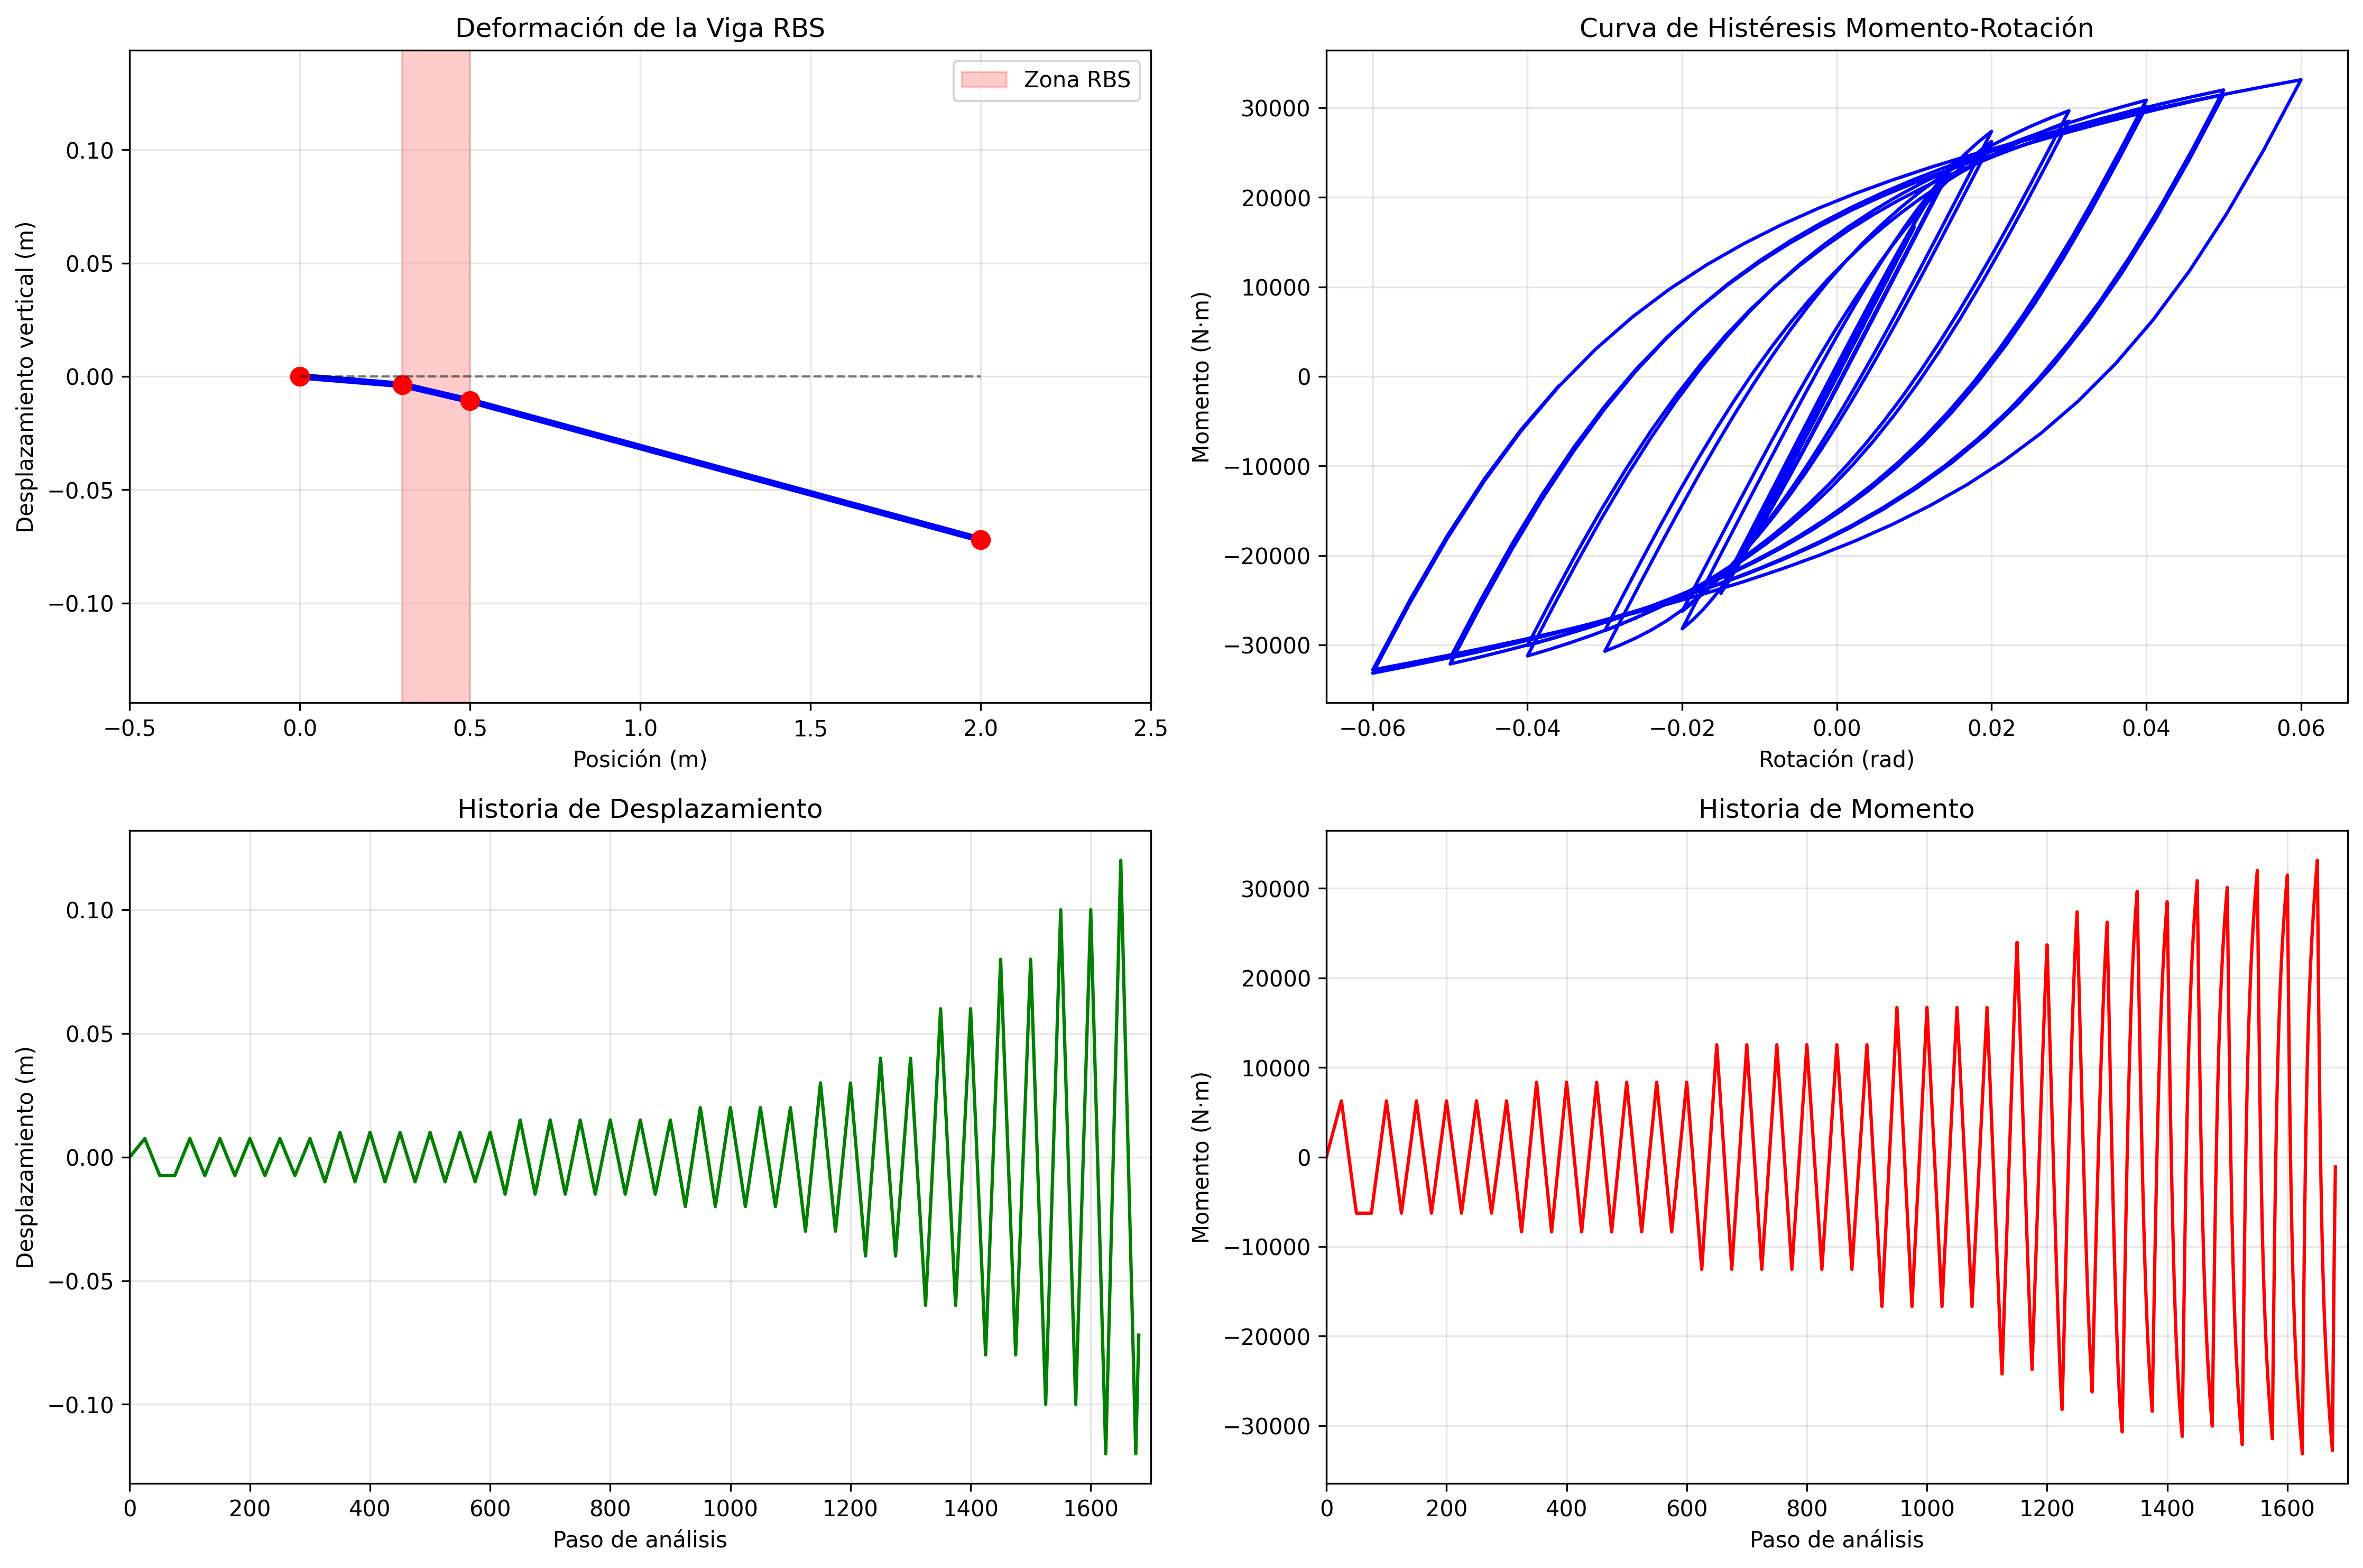 Deformación de la Viga RBS
Zona RBS
Desplazamiento vertical (m)
0.10
0.05
0.00
−0.05
−0.10
−0.5 0.0 0.5 1.0 1.5 2.0 2.5
Posición (m)
Curva de Histéresis Momento-Rotación
Momento (N·m)
30000
20000
10000
0
−10000
−20000
−30000
−0.06 −0.04 −0.02 0.00 0.02 0.04 0.06
Rotación (rad)
Historia de Desplazamiento
Desplazamiento (m)
0.10
0.05
0.00
−0.05
−0.10
0 200 400 600 800 1000 1200 1400 1600
Paso de análisis
Historia de Momento
Momento (N·m)
30000
20000
10000
0
−10000
−20000
−30000
0 200 400 600 800 1000 1200 1400 1600
Paso de análisis